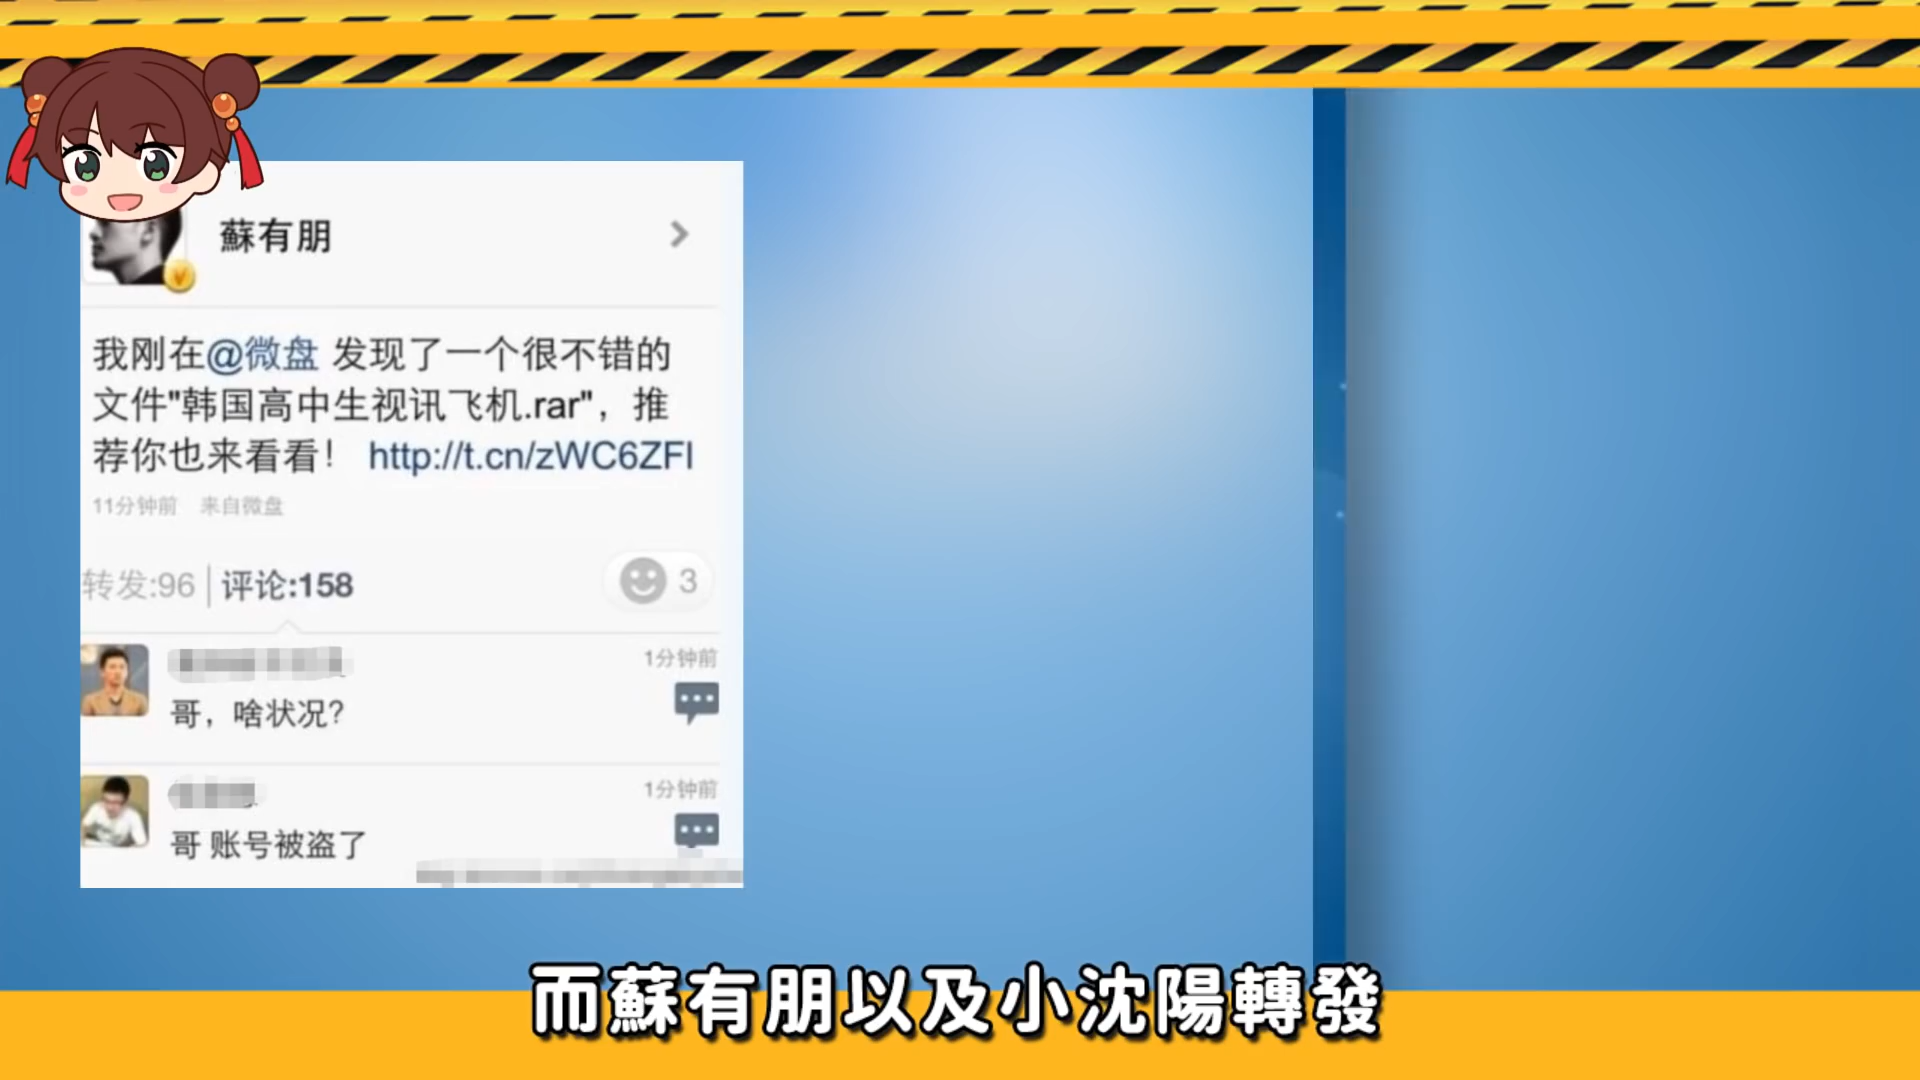 蘇有朋
我刚在@微盘 发现了一个很不错的
文件"韩国高中生视讯飞机.rar"，推
荐你也来看看！ http://t.cn/zWC6ZFI
11分钟前 来自微盘
转发:96 | 评论:158
3
1分钟前
哥，啥状况?
1分钟前
哥 账号被盗了
而蘇有朋以及小沈陽轉發